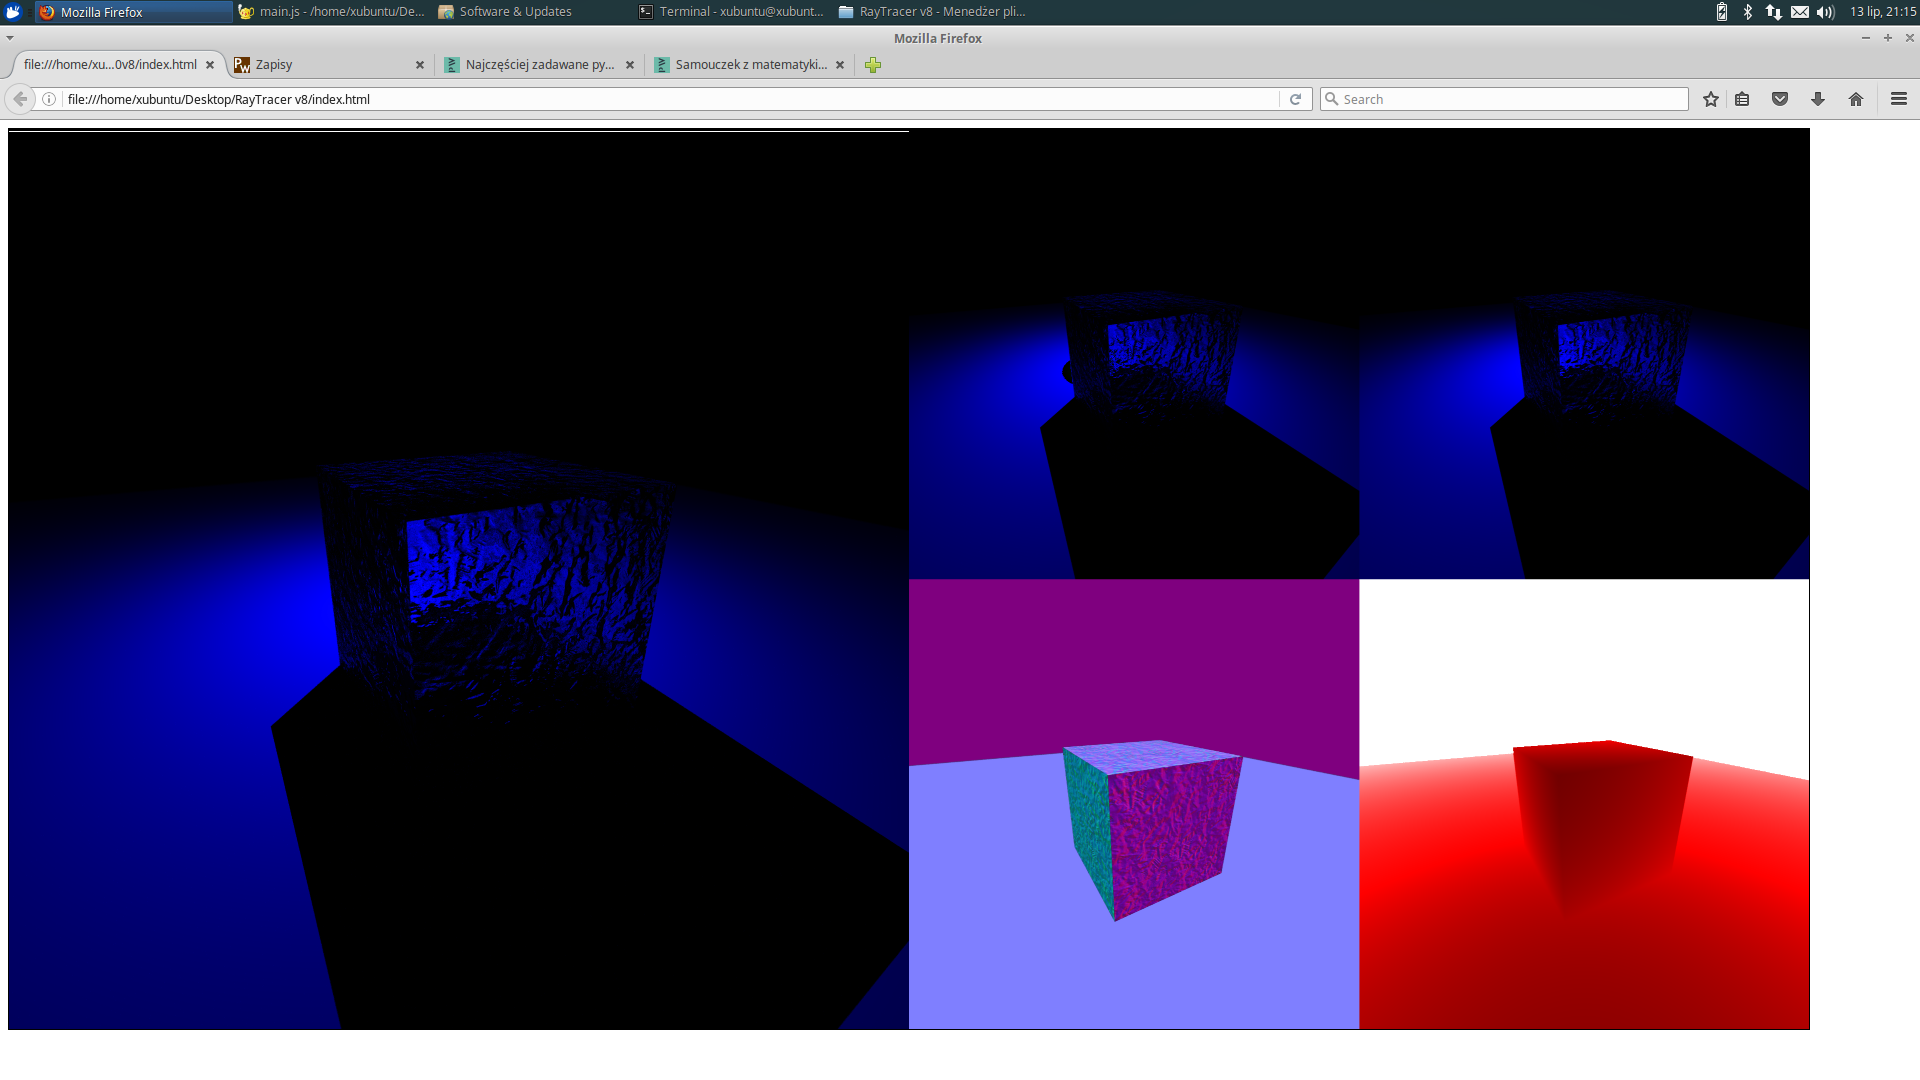 Mozilla Firefox
main.js - /home/xubuntu/De...
Software & Updates
Terminal - xubuntu@xubunt...
RayTracer v8 - Menedżer pli...
13 lip, 21:15
Mozilla Firefox
file:///home/xu...0v8/index.html
Zapisy
Najczęściej zadawane py...
Samouczek z matematyki...
file:///home/xubuntu/Desktop/RayTracer v8/index.html
Search